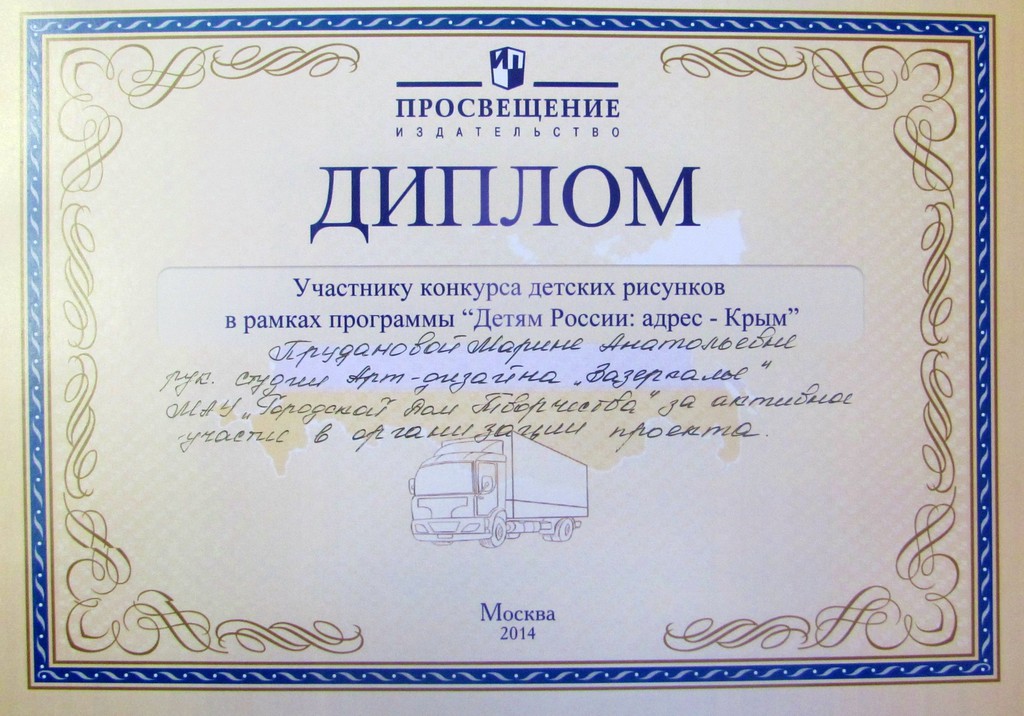 ИП
ПРОСВЕЩЕНИЕ
ИЗДАТЕЛЬСТВО
ДИПЛОМ
Участнику конкурса детских рисунков
в рамках программы “Детям России: адрес - Крым”
Прудановой Марине Анатольевне
рук. студии Арт-дизайна „Зазеркалье“
МАУ „Городской Дом Творчества“ за активное
участие в организации проекта.
Москва
2014